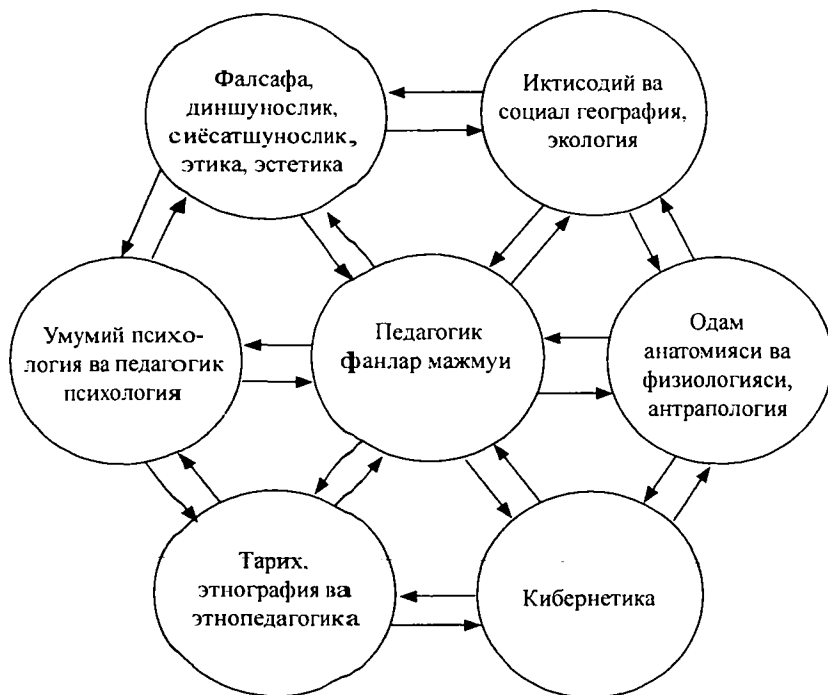 Фалсафа,
диншунослик,
сиёсатшунослик,
этика, эстетика
Иктисодий ва
социал география,
экология
Умумий психо-
логия ва педагогик
психология
Педагогик
фанлар мажмуи
Одам
анатомияси ва
физиологияси,
антрапология
Тарих,
этнография ва
этнопедагогика
Кибернетика